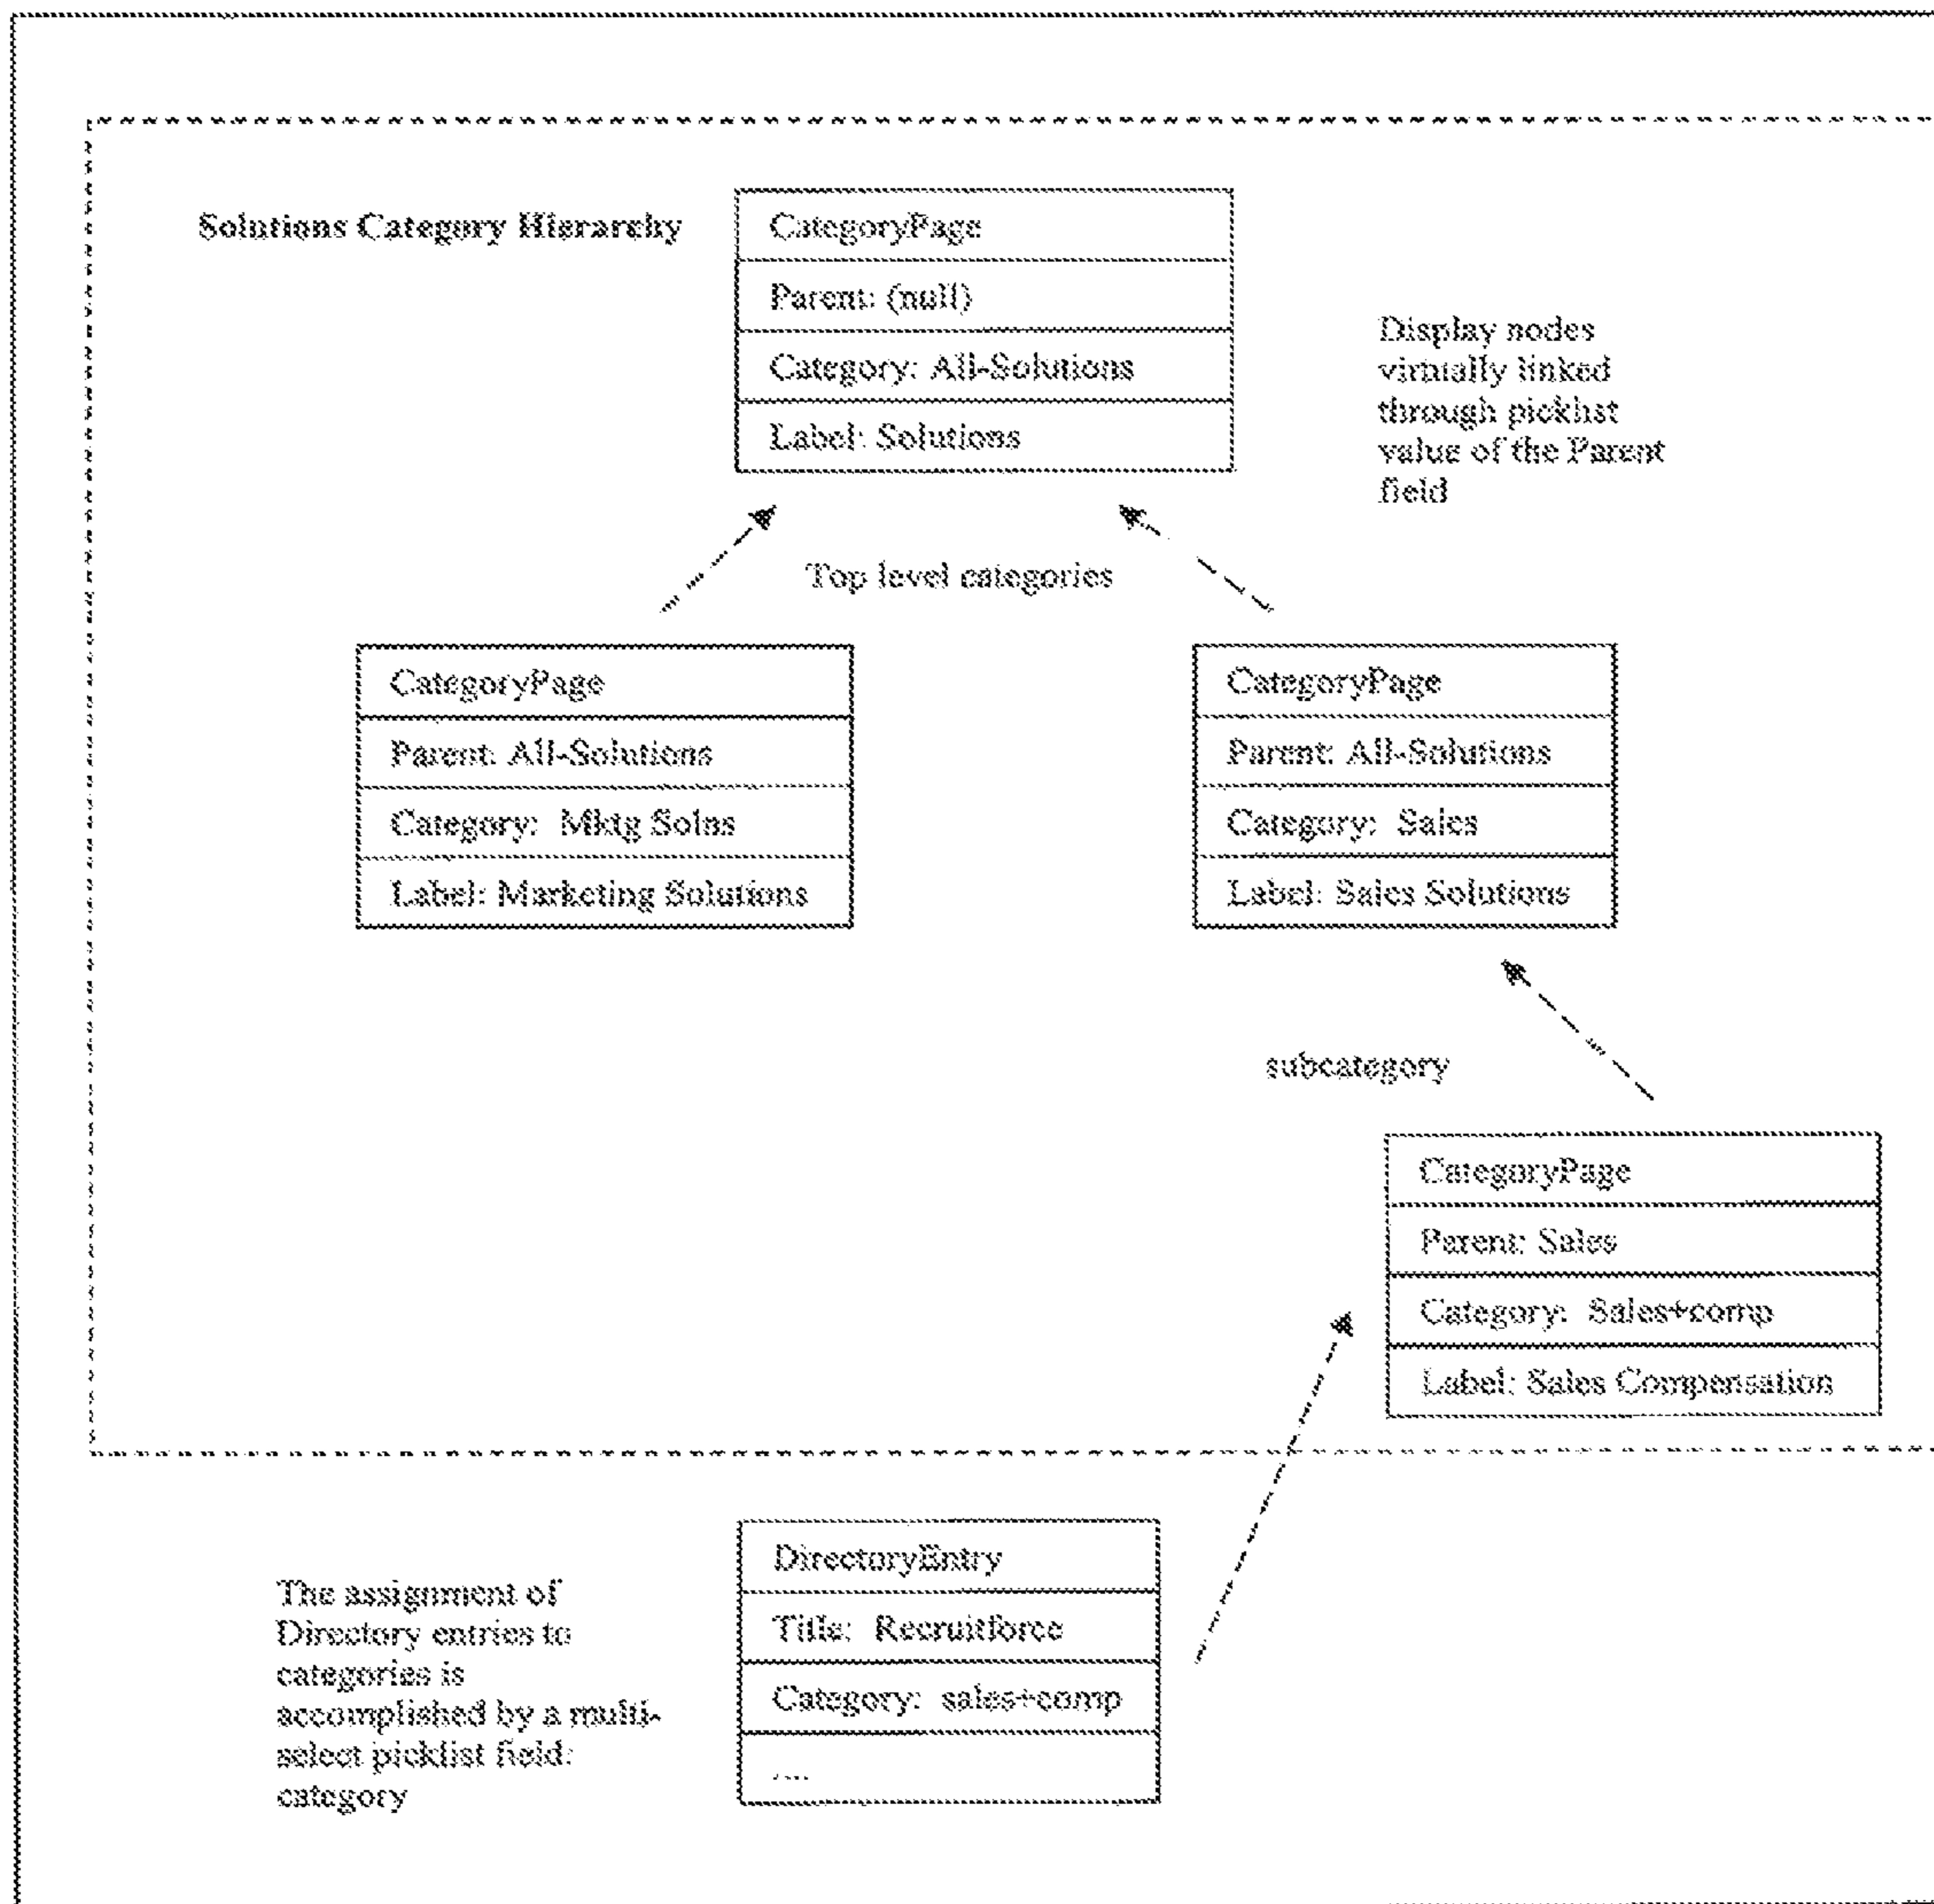 Solutions Category Hierarchy
CategoryPage
Parent: (null)
Category: All-Solutions
Label: Solutions
Display nodes
virtually linked
through picklist
value of the Parent
field
Top level categories
CategoryPage
Parent: All-Solutions
Category: Mktg Solns
Label: Marketing Solutions
CategoryPage
Parent: All-Solutions
Category: Sales
Label: Sales Solutions
subcategory
CategoryPage
Parent: Sales
Category: Sales+comp
Label: Sales Compensation
The assignment of
Directory entries to
categories is
accomplished by a multi-
select picklist field:
category
DirectoryEntry
Title: Recruitforce
Category: sales+comp
....